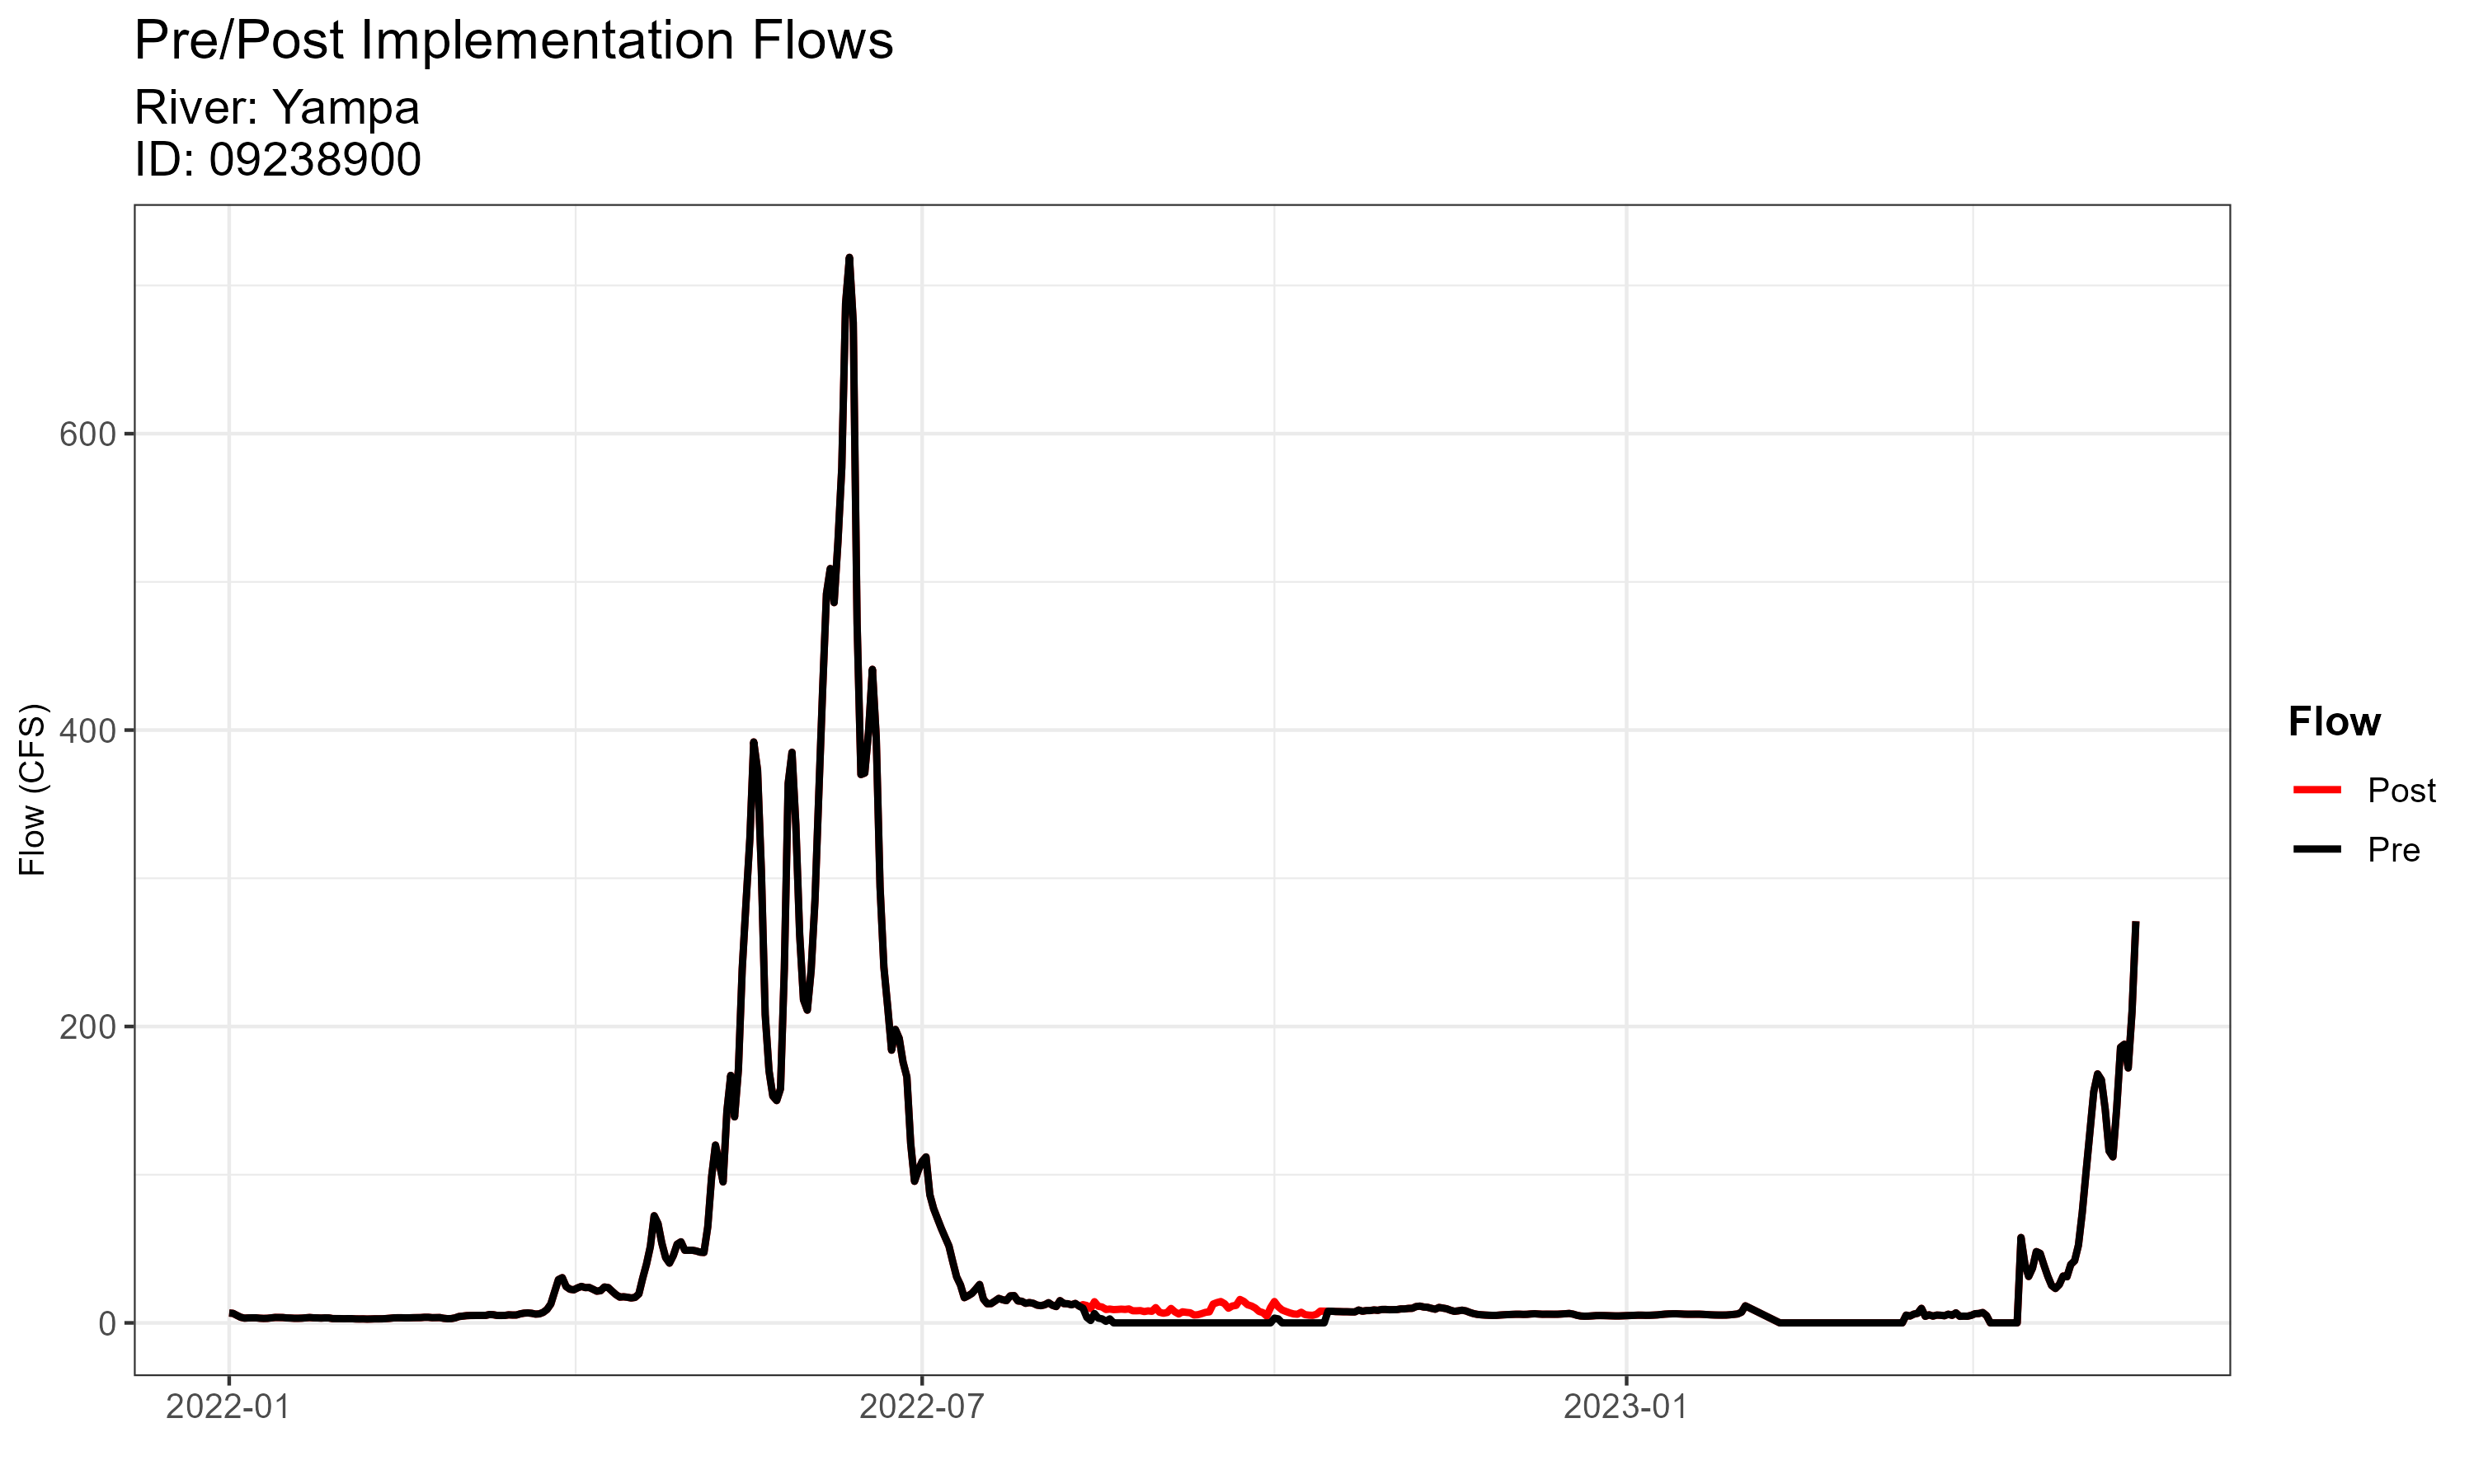 Pre/Post Implementation Flows
River: Yampa
ID: 09238900
Flow (CFS)
600
400
200
0
2022-01
2022-07
2023-01
Flow
Post
Pre